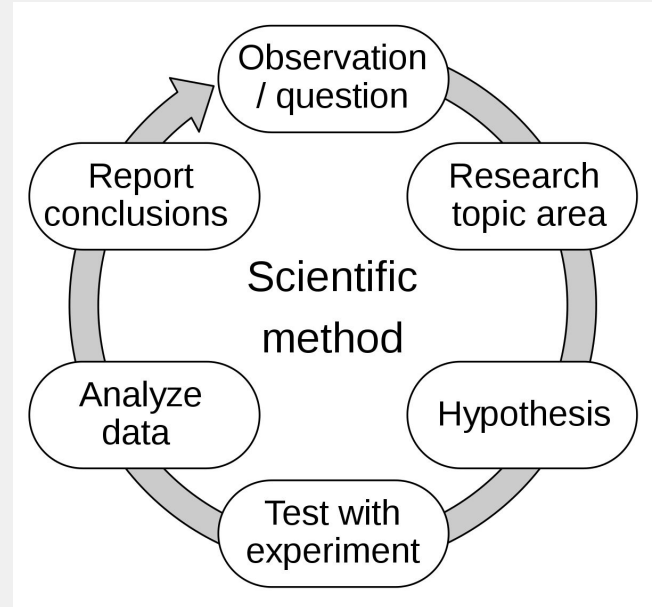 Observation
/ question
Research
topic area
Hypothesis
Test with
experiment
Analyze
data
Report
conclusions
Scientific
method